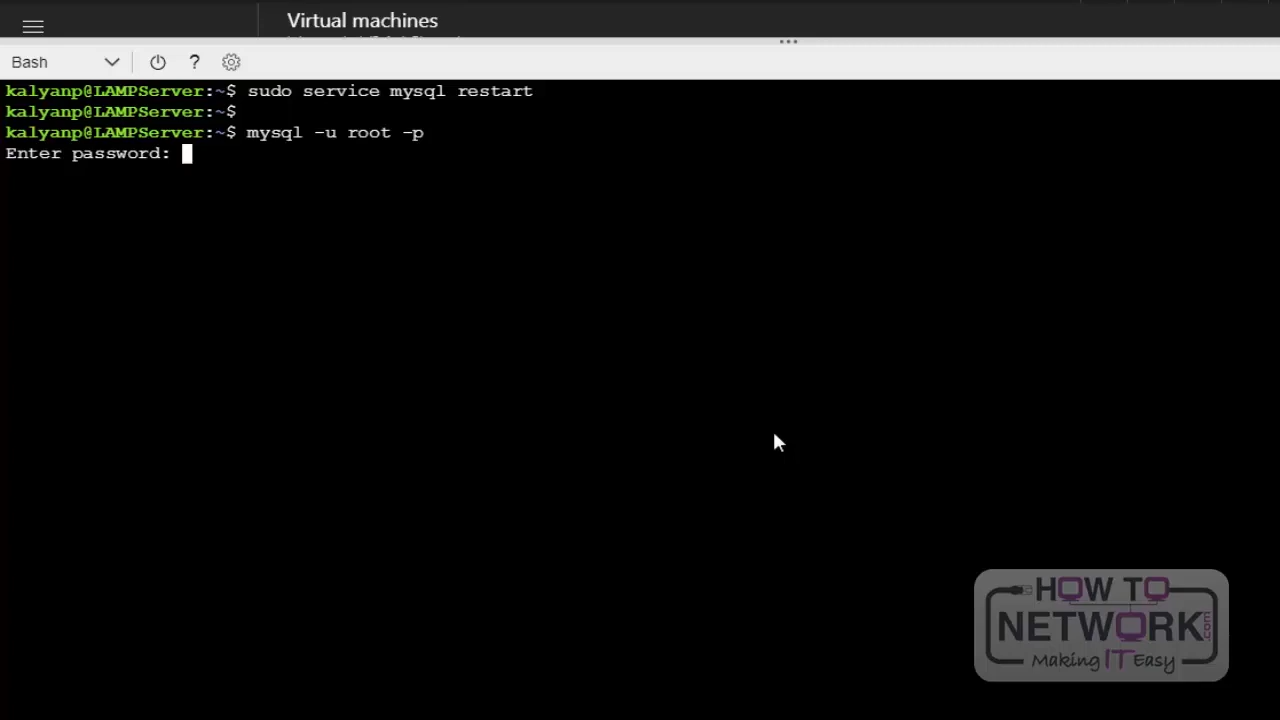 Virtual machines
Bash
?
kalyanp@LAMPServer:~$ sudo service mysql restart
kalyanp@LAMPServer:~$
kalyanp@LAMPServer:~$ mysql -u root -p
Enter password:
HOW TO
NETWORK.com
Making IT Easy